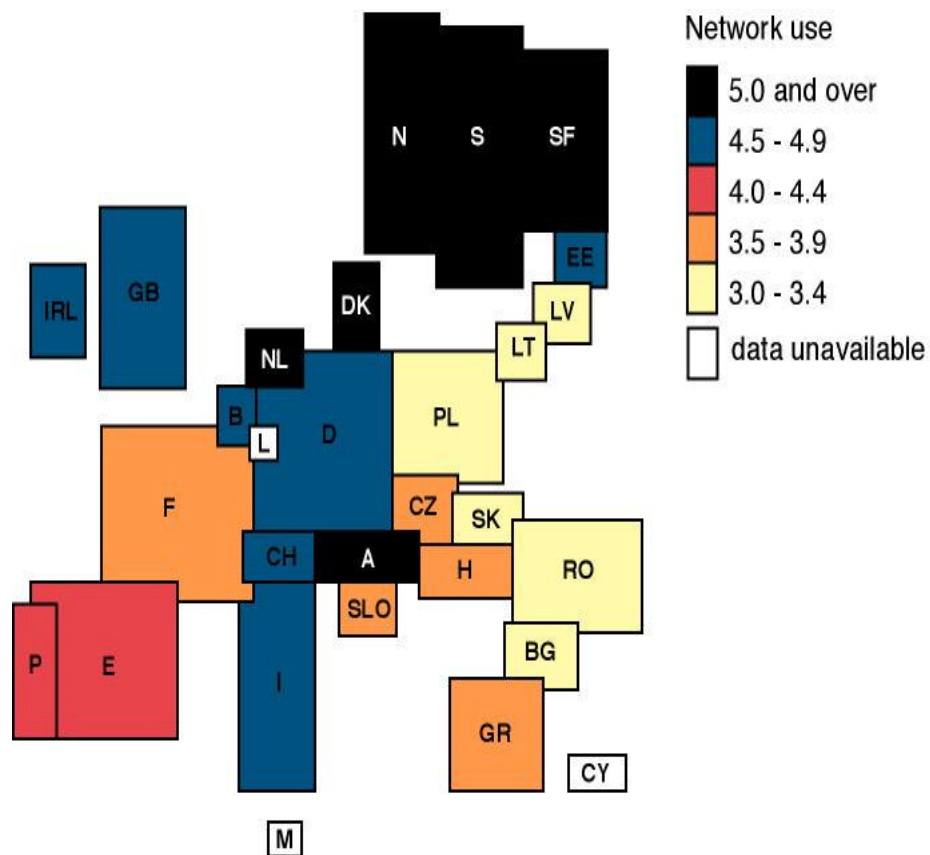 Network use
5.0 and over
4.5 - 4.9
4.0 - 4.4
3.5 - 3.9
3.0 - 3.4
data unavailable
N
S
SF
EE
IRL
GB
DK
LV
LT
NL
B
L
D
PL
F
CZ
SK
CH
A
H
RO
SLO
P
E
I
BG
GR
CY
M